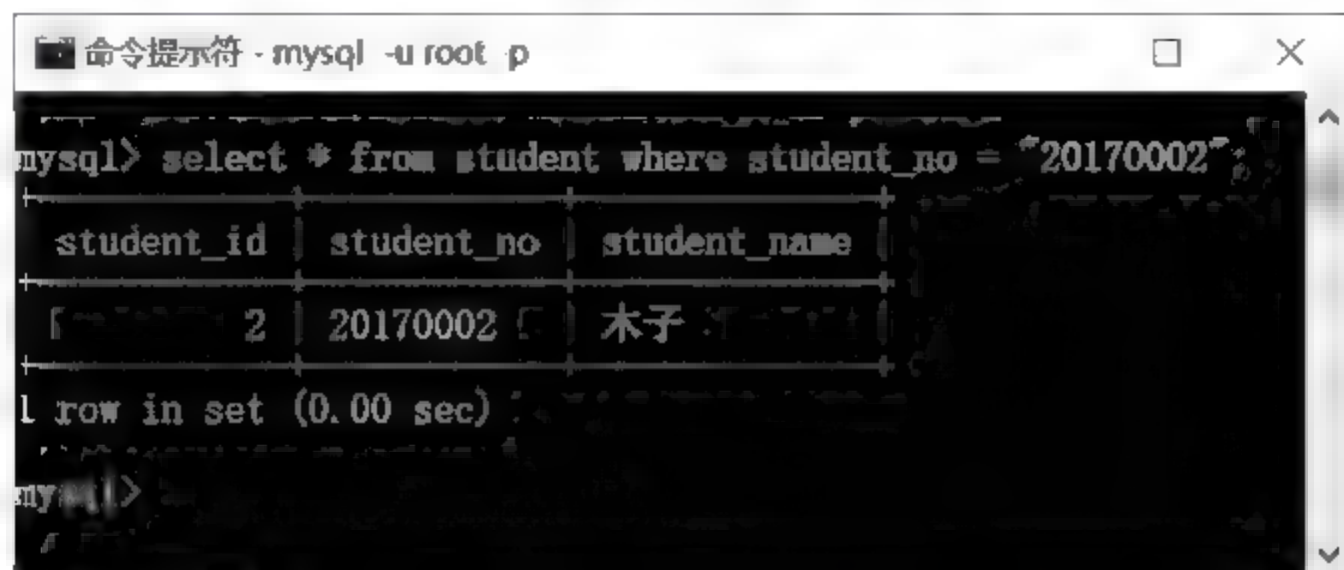 命令提示符 - mysql -u root -p
mysql> select * from student where student_no = "20170002";
student_id | student_no | student_name
2 | 20170002 | 木子
1 row in set (0.00 sec)
mysql>